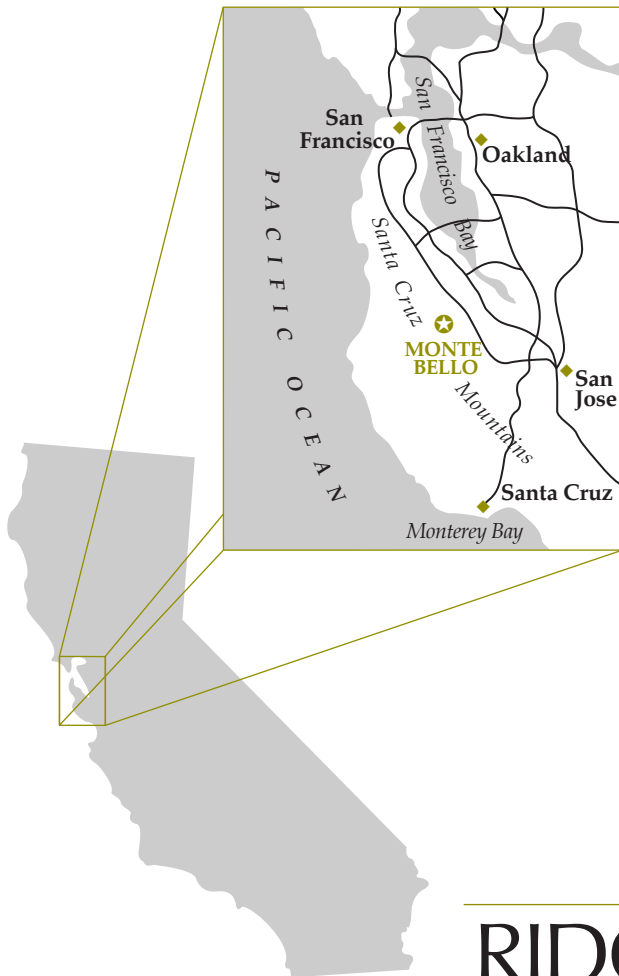 San
Francisco
Oakland
San Francisco Bay
PACIFIC OCEAN
Santa Cruz
Mountains
MONTE
BELLO
San
Jose
Santa Cruz
Monterey Bay